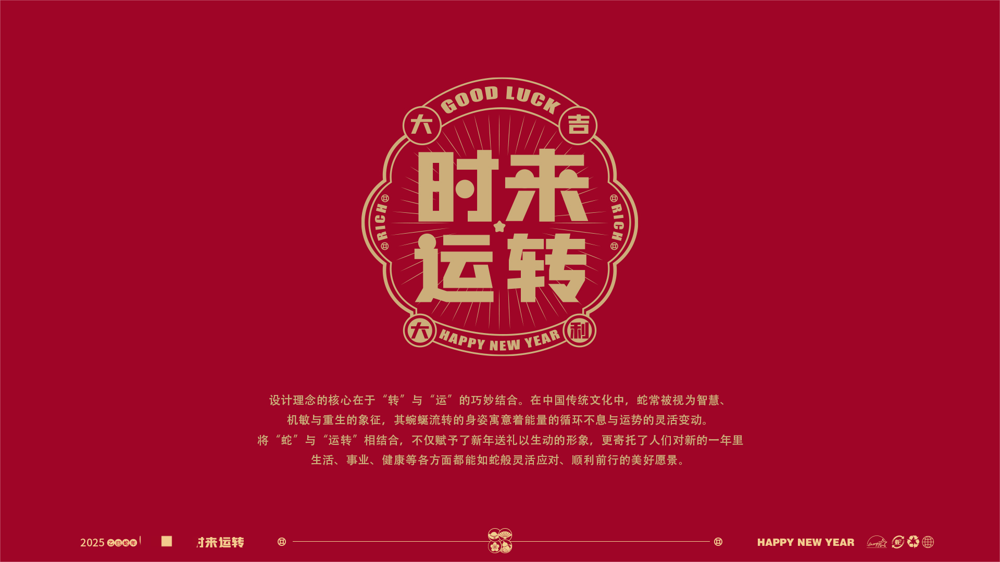 GOOD LUCK
大 吉
时来
运转
RICH
RICH
大 利
HAPPY NEW YEAR
设计理念的核心在于“转”与“运”的巧妙结合。在中国传统文化中，蛇常被视为智慧、
机敏与重生的象征，其蜿蜒流转的身姿寓意着能量的循环不息与运势的灵活变动。
将“蛇”与“运转”相结合，不仅赋予了新年送礼以生动的形象，更寄托了人们对新的一年里
生活、事业、健康等各方面都能如蛇般灵活应对、顺利前行的美好愿景。
2025 乙巳蛇年
时来运转
HAPPY NEW YEAR
energy
蛇